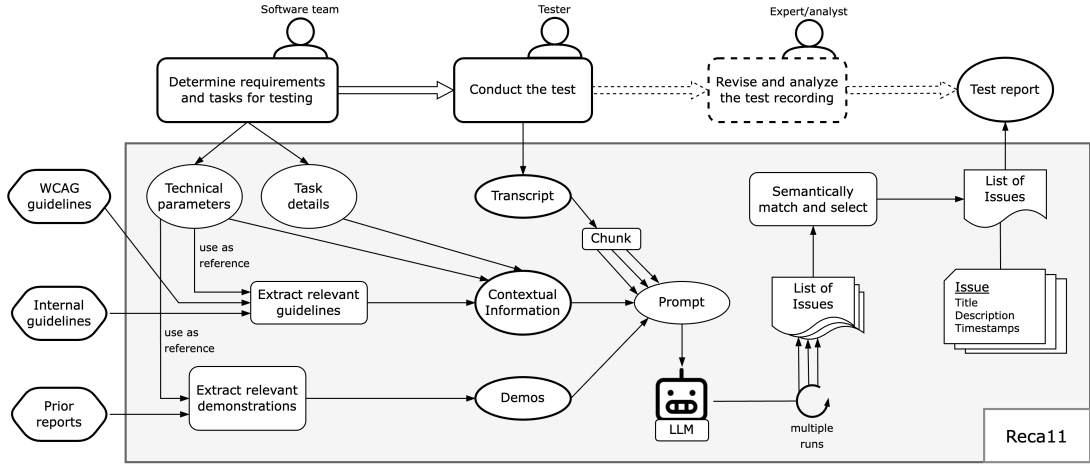 Software team
Tester
Expert/analyst
Determine requirements
and tasks for testing
Conduct the test
Revise and analyze
the test recording
Test report
WCAG
guidelines
Technical
parameters
Task
details
Transcript
Semantically
match and select
List of
Issues
Chunk
use as
reference
Internal
guidelines
Extract relevant
guidelines
Contextual
Information
Prompt
List of
Issues
Issue
Title
Description
Timestamps
use as
reference
Prior
reports
Extract relevant
demonstrations
Demos
LLM
multiple
runs
Reca11